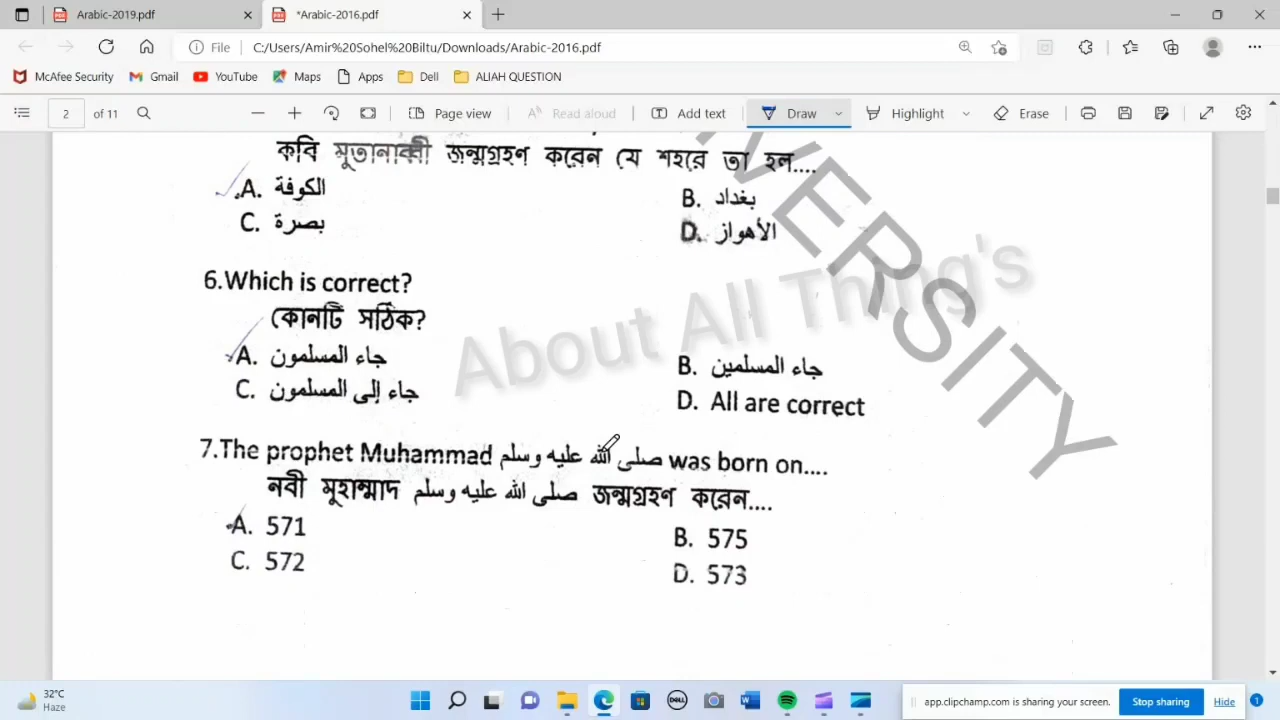 Arabic-2019.pdf
*Arabic-2016.pdf
File C:/Users/Amir%20Sohel%20Biltu/Downloads/Arabic-2016.pdf
McAfee Security Gmail YouTube Maps Apps Dell ALIAH QUESTION
2 of 11 Page view Read aloud Add text Draw Highlight Erase
কবি মুতানাব্বী জন্মগ্রহণ করেন যে শহরে তা হল....
A. الكوفة
B. بغداد
C. بصرة
D. الأهواز
6.Which is correct?
কোনটি সঠিক?
A. جاء المسلمون
B. جاء المسلمين
C. جاء إلى المسلمون
D. All are correct
7.The prophet Muhammad صلى الله عليه وسلم was born on....
নবী মুহাম্মাদ صلى الله عليه وسلم জন্মগ্রহণ করেন....
A. 571
B. 575
C. 572
D. 573
VERSITY
About All Thing's
32°C
Haze
DELL
app.clipchamp.com is sharing your screen. Stop sharing Hide
1